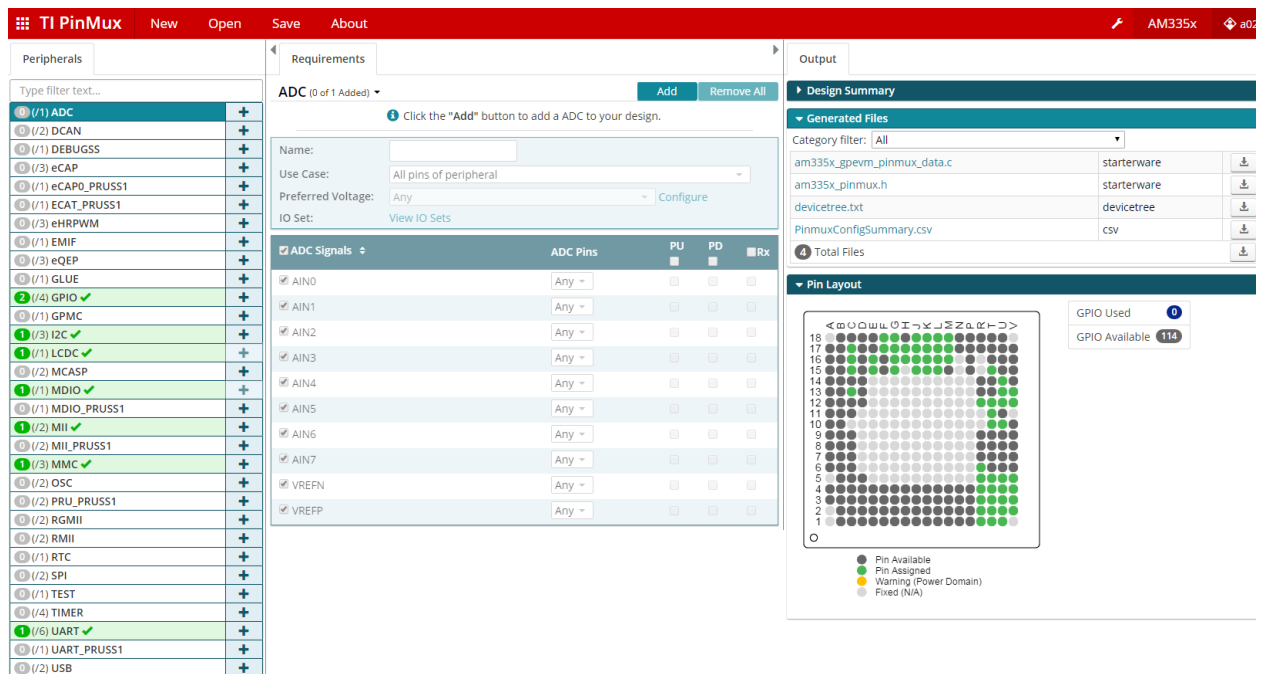 TI PinMux New Open Save About AM335x a02
Peripherals
Type filter text...
0 (/1) ADC +
0 (/2) DCAN +
0 (/1) DEBUGSS +
0 (/3) eCAP +
0 (/1) eCAP0_PRUSS1 +
0 (/1) ECAT_PRUSS1 +
0 (/3) eHRPWM +
0 (/1) EMIF +
0 (/3) eQEP +
0 (/1) GLUE +
2 (/4) GPIO ✓ +
0 (/1) GPMC +
1 (/3) I2C ✓ +
1 (/1) LCDC ✓ +
0 (/2) MCASP +
1 (/1) MDIO ✓ +
0 (/1) MDIO_PRUSS1 +
1 (/2) MII ✓ +
0 (/2) MII_PRUSS1 +
1 (/3) MMC ✓ +
0 (/2) OSC +
0 (/2) PRU_PRUSS1 +
0 (/2) RGMII +
0 (/2) RMII +
0 (/1) RTC +
0 (/2) SPI +
0 (/1) TEST +
0 (/4) TIMER +
1 (/6) UART ✓ +
0 (/1) UART_PRUSS1 +
0 (/2) USB +
Requirements
ADC (0 of 1 Added) Add Remove All
Click the "Add" button to add a ADC to your design.
Name:
Use Case: All pins of peripheral
Preferred Voltage: Any Configure
IO Set: View IO Sets
ADC Signals ADC Pins PU PD Rx
AIN0 Any
AIN1 Any
AIN2 Any
AIN3 Any
AIN4 Any
AIN5 Any
AIN6 Any
AIN7 Any
VREFN Any
VREFP Any
Output
Design Summary
Generated Files
Category filter: All
am335x_gpevm_pinmux_data.c starterware
am335x_pinmux.h starterware
devicetree.txt devicetree
PinmuxConfigSummary.csv csv
4 Total Files
Pin Layout
A B C D E F G H J K L M N P R T U V
18
17
16
15
14
13
12
11
10
9
8
7
6
5
4
3
2
1
Pin Available
Pin Assigned
Warning (Power Domain)
Fixed (N/A)
GPIO Used 0
GPIO Available 114